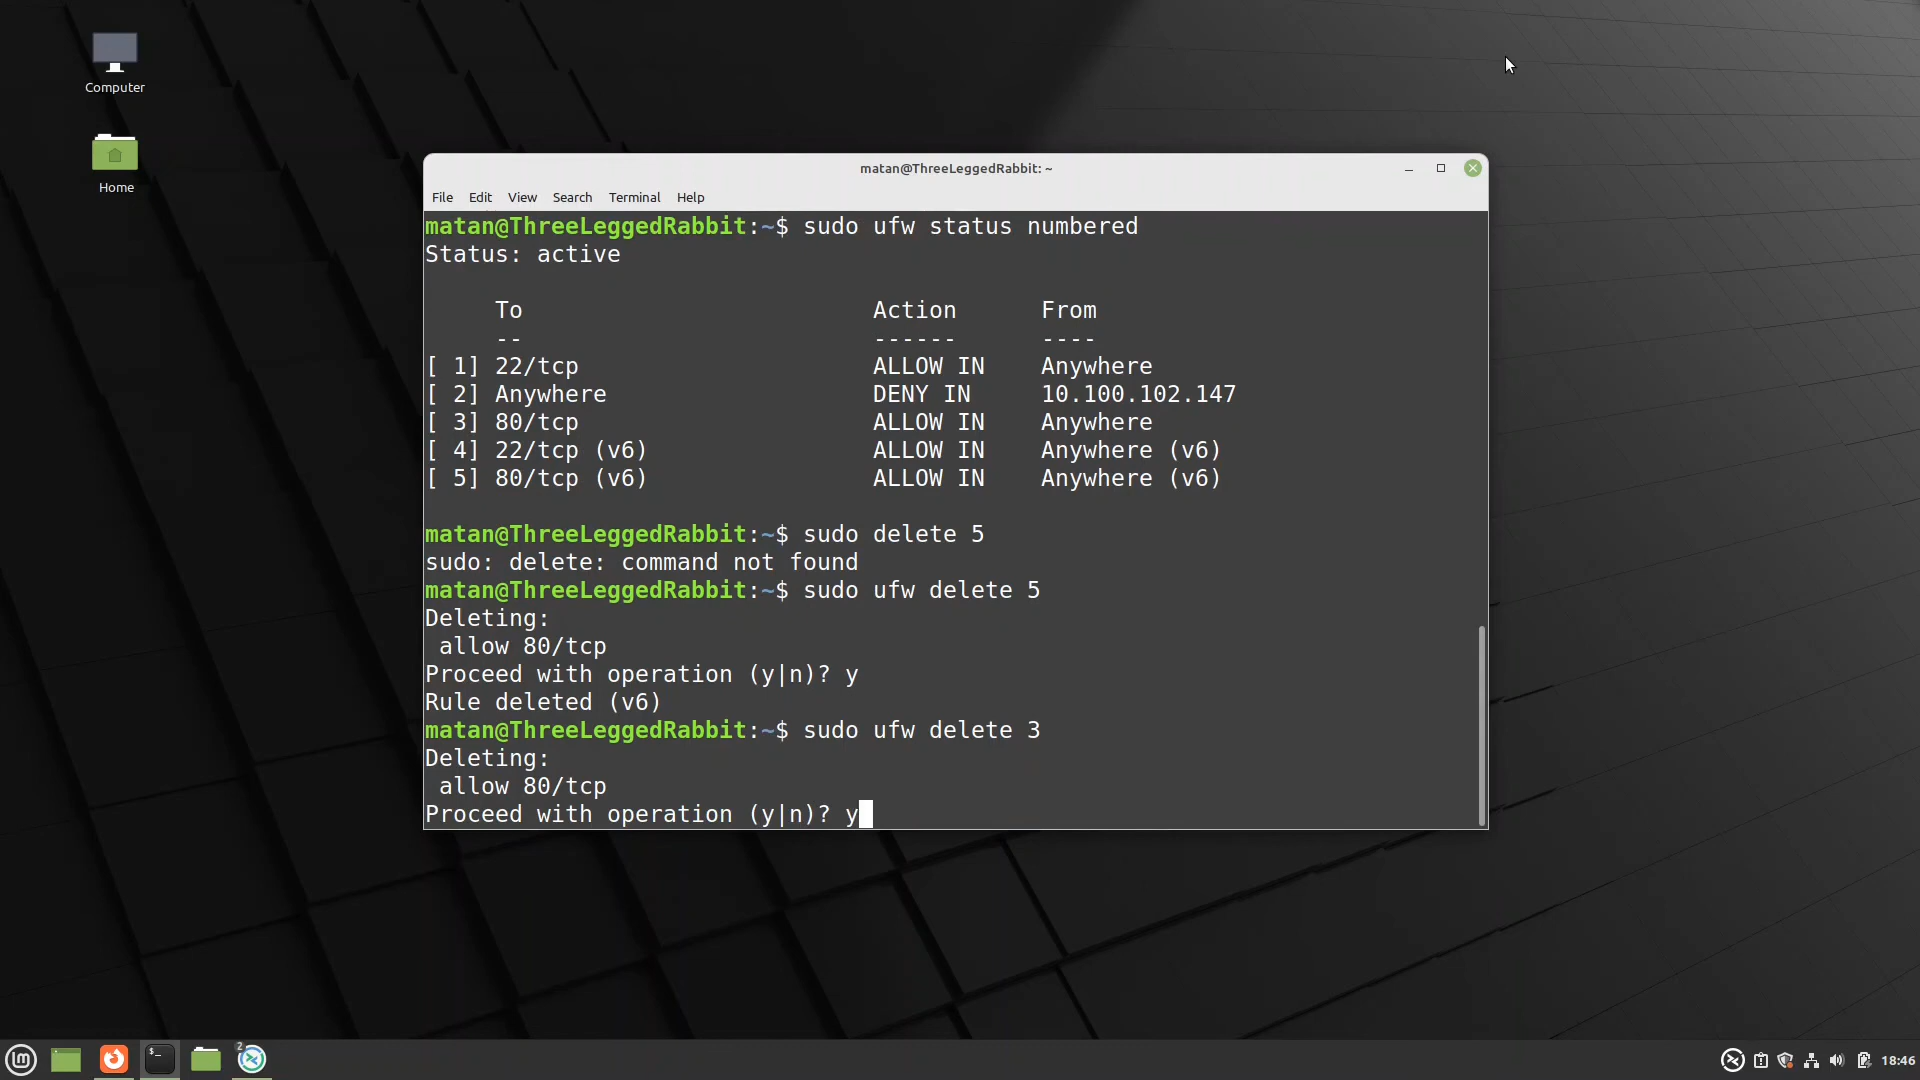 Computer
Home
matan@ThreeLeggedRabbit: ~
File Edit View Search Terminal Help
matan@ThreeLeggedRabbit:~$ sudo ufw status numbered
Status: active
To Action From
-- ------ ----
[ 1] 22/tcp ALLOW IN Anywhere
[ 2] Anywhere DENY IN 10.100.102.147
[ 3] 80/tcp ALLOW IN Anywhere
[ 4] 22/tcp (v6) ALLOW IN Anywhere (v6)
[ 5] 80/tcp (v6) ALLOW IN Anywhere (v6)
matan@ThreeLeggedRabbit:~$ sudo delete 5
sudo: delete: command not found
matan@ThreeLeggedRabbit:~$ sudo ufw delete 5
Deleting:
allow 80/tcp
Proceed with operation (y|n)? y
Rule deleted (v6)
matan@ThreeLeggedRabbit:~$ sudo ufw delete 3
Deleting:
allow 80/tcp
Proceed with operation (y|n)? y
lm
$_
2
18:46